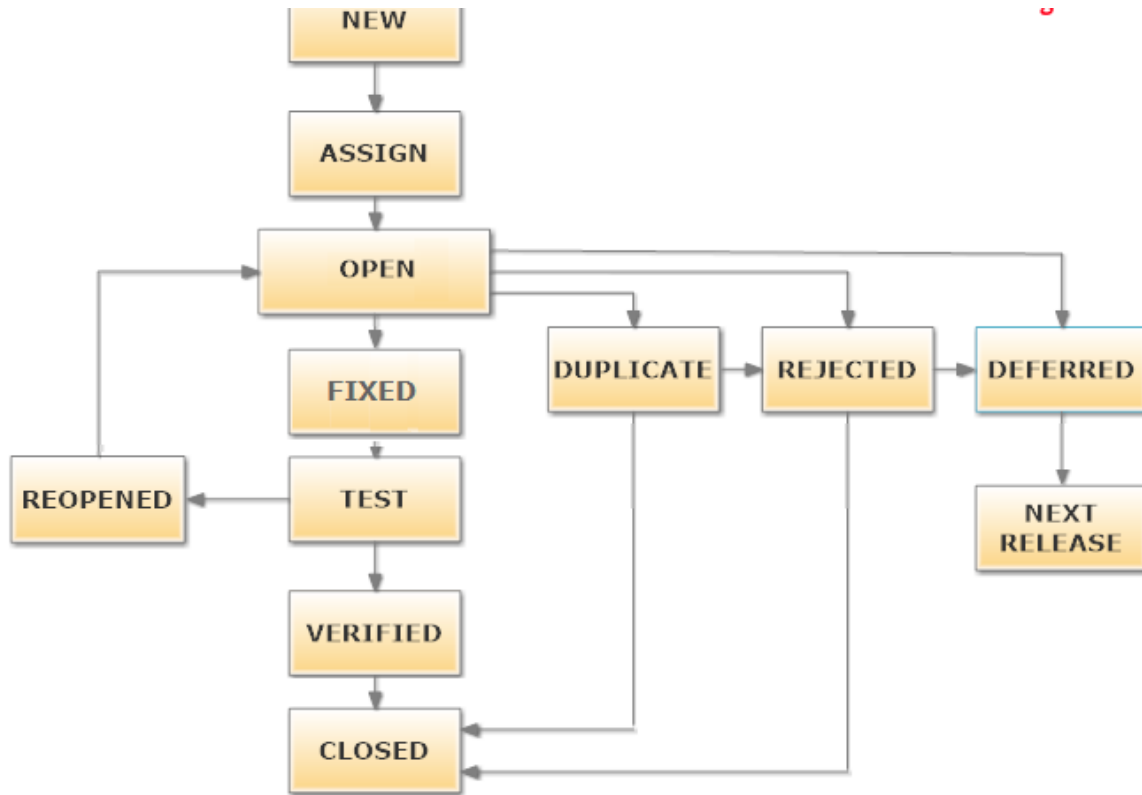 NEW
ASSIGN
OPEN
FIXED
DUPLICATE
REJECTED
DEFERRED
REOPENED
TEST
NEXT
RELEASE
VERIFIED
CLOSED